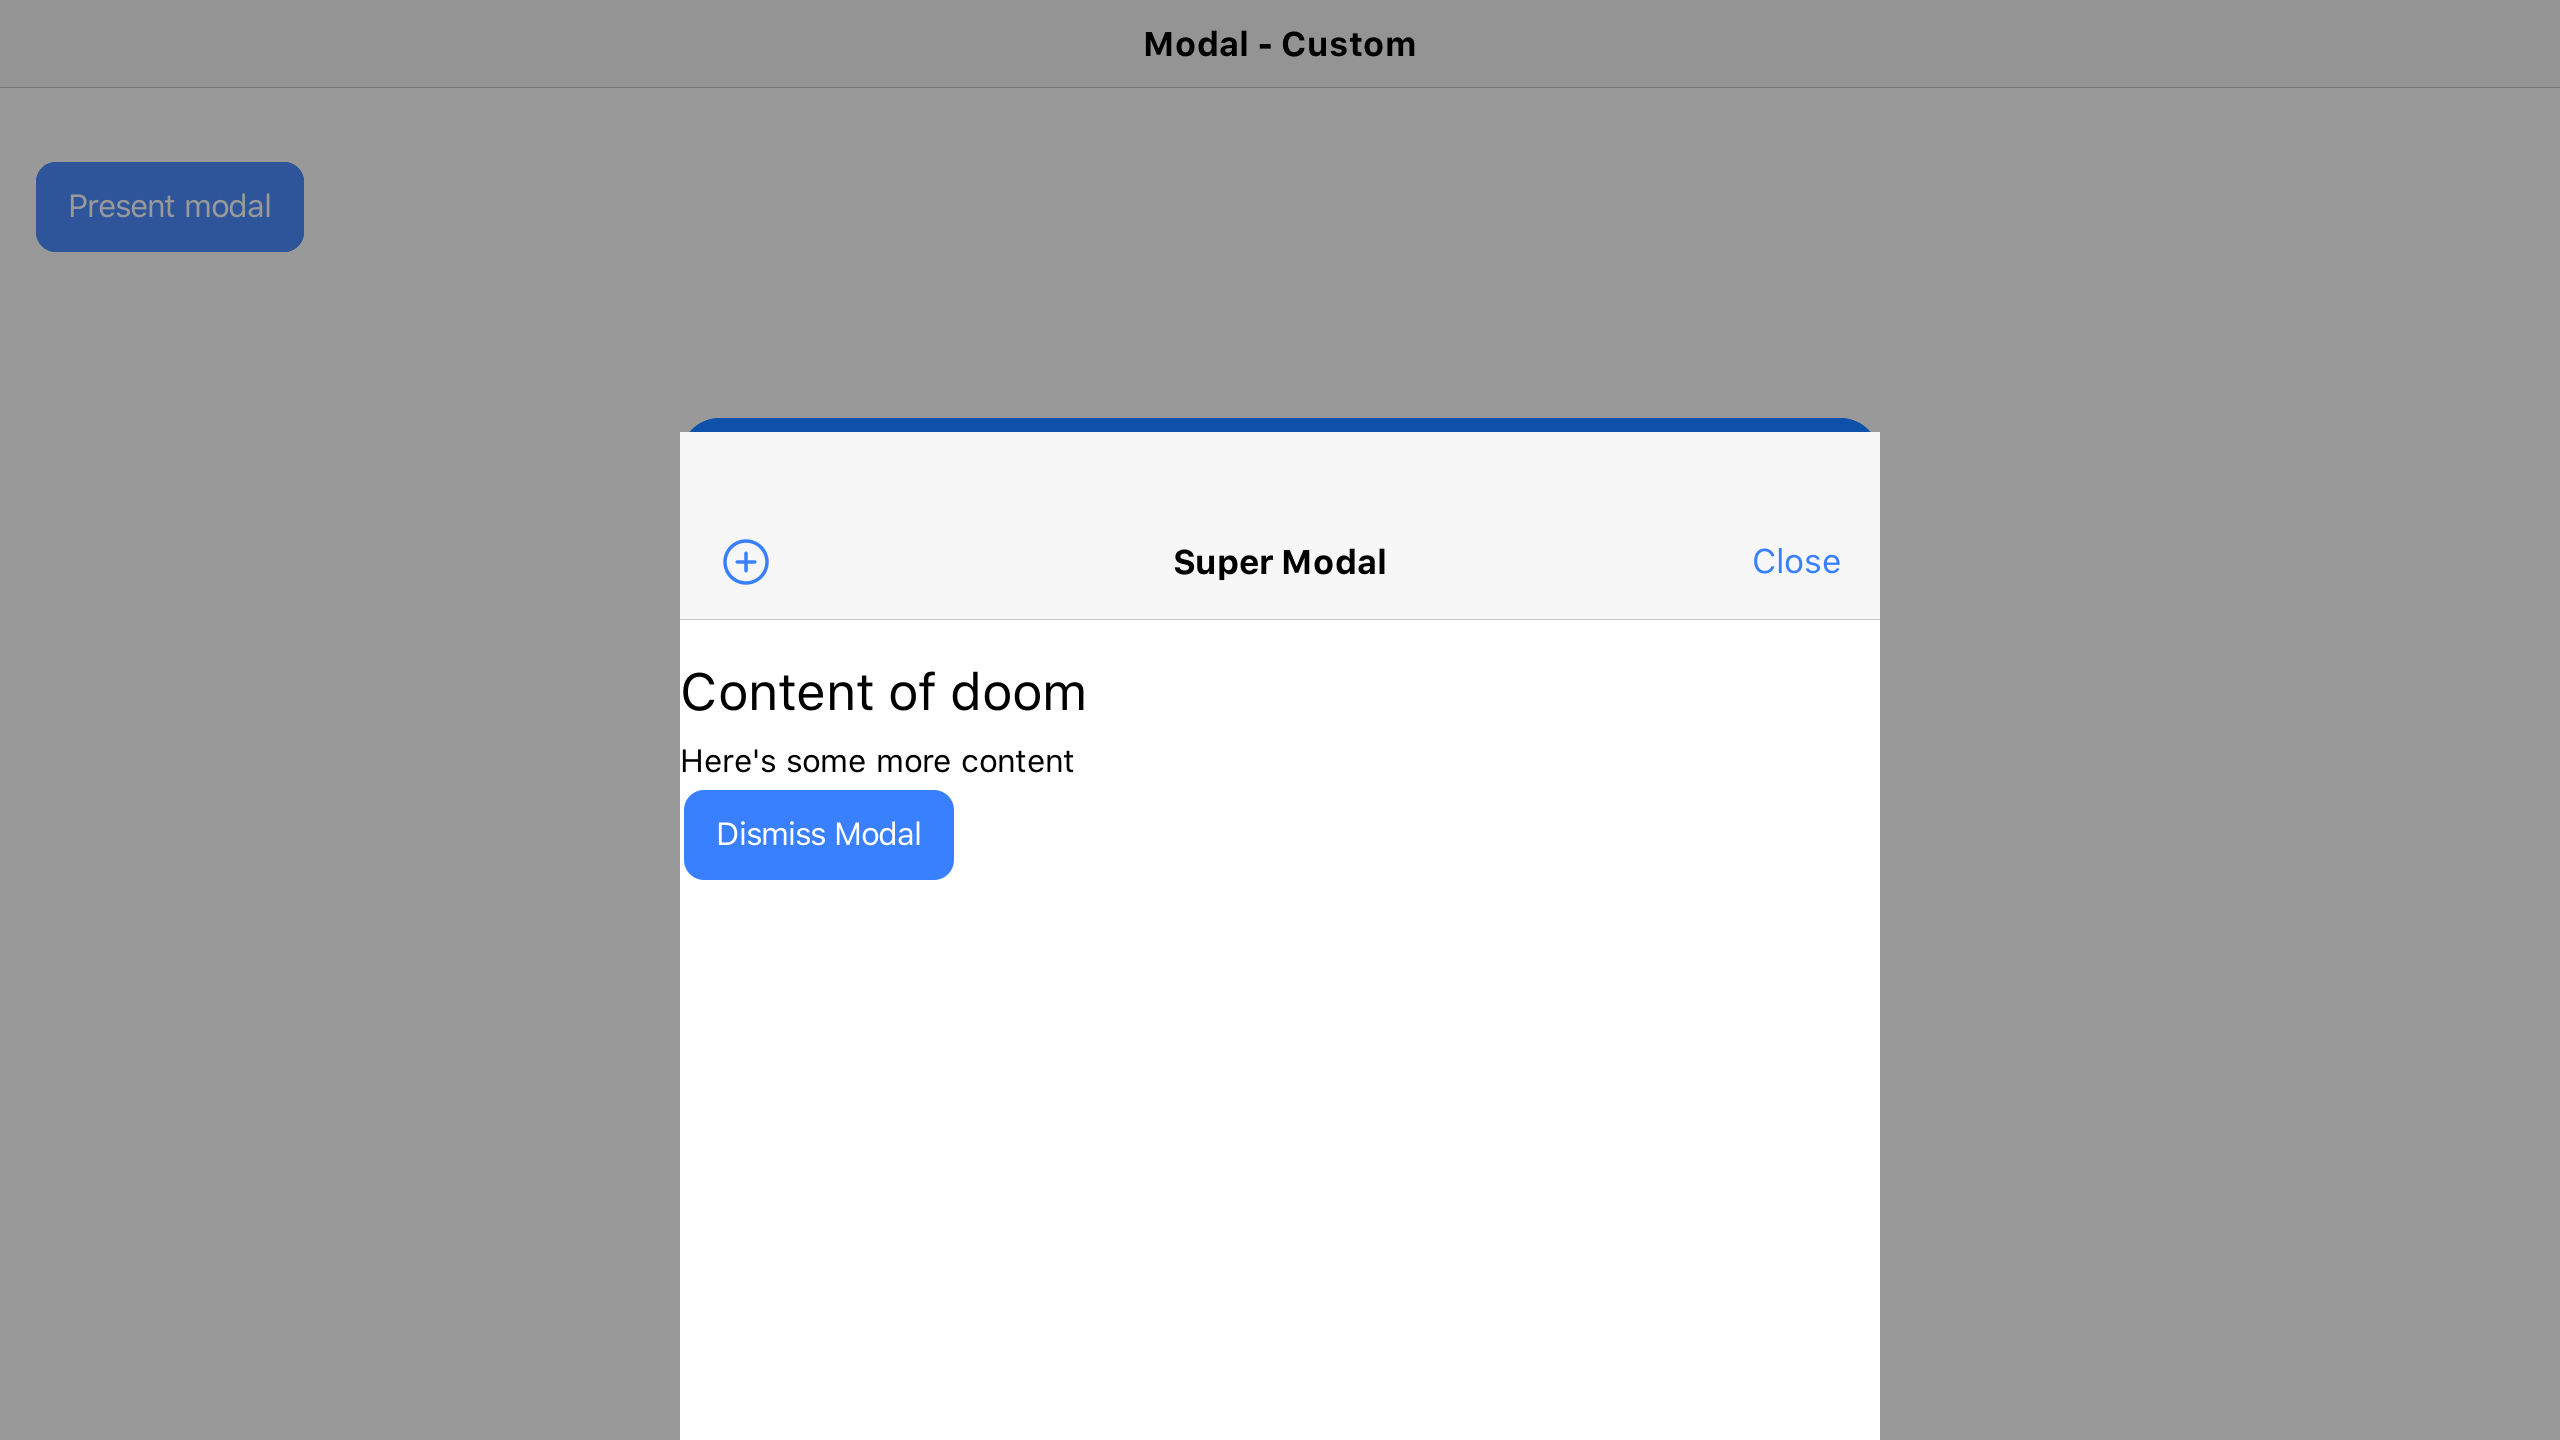 Modal - Custom
Present modal
Super Modal
Close
Content of doom
Here's some more content
Dismiss Modal